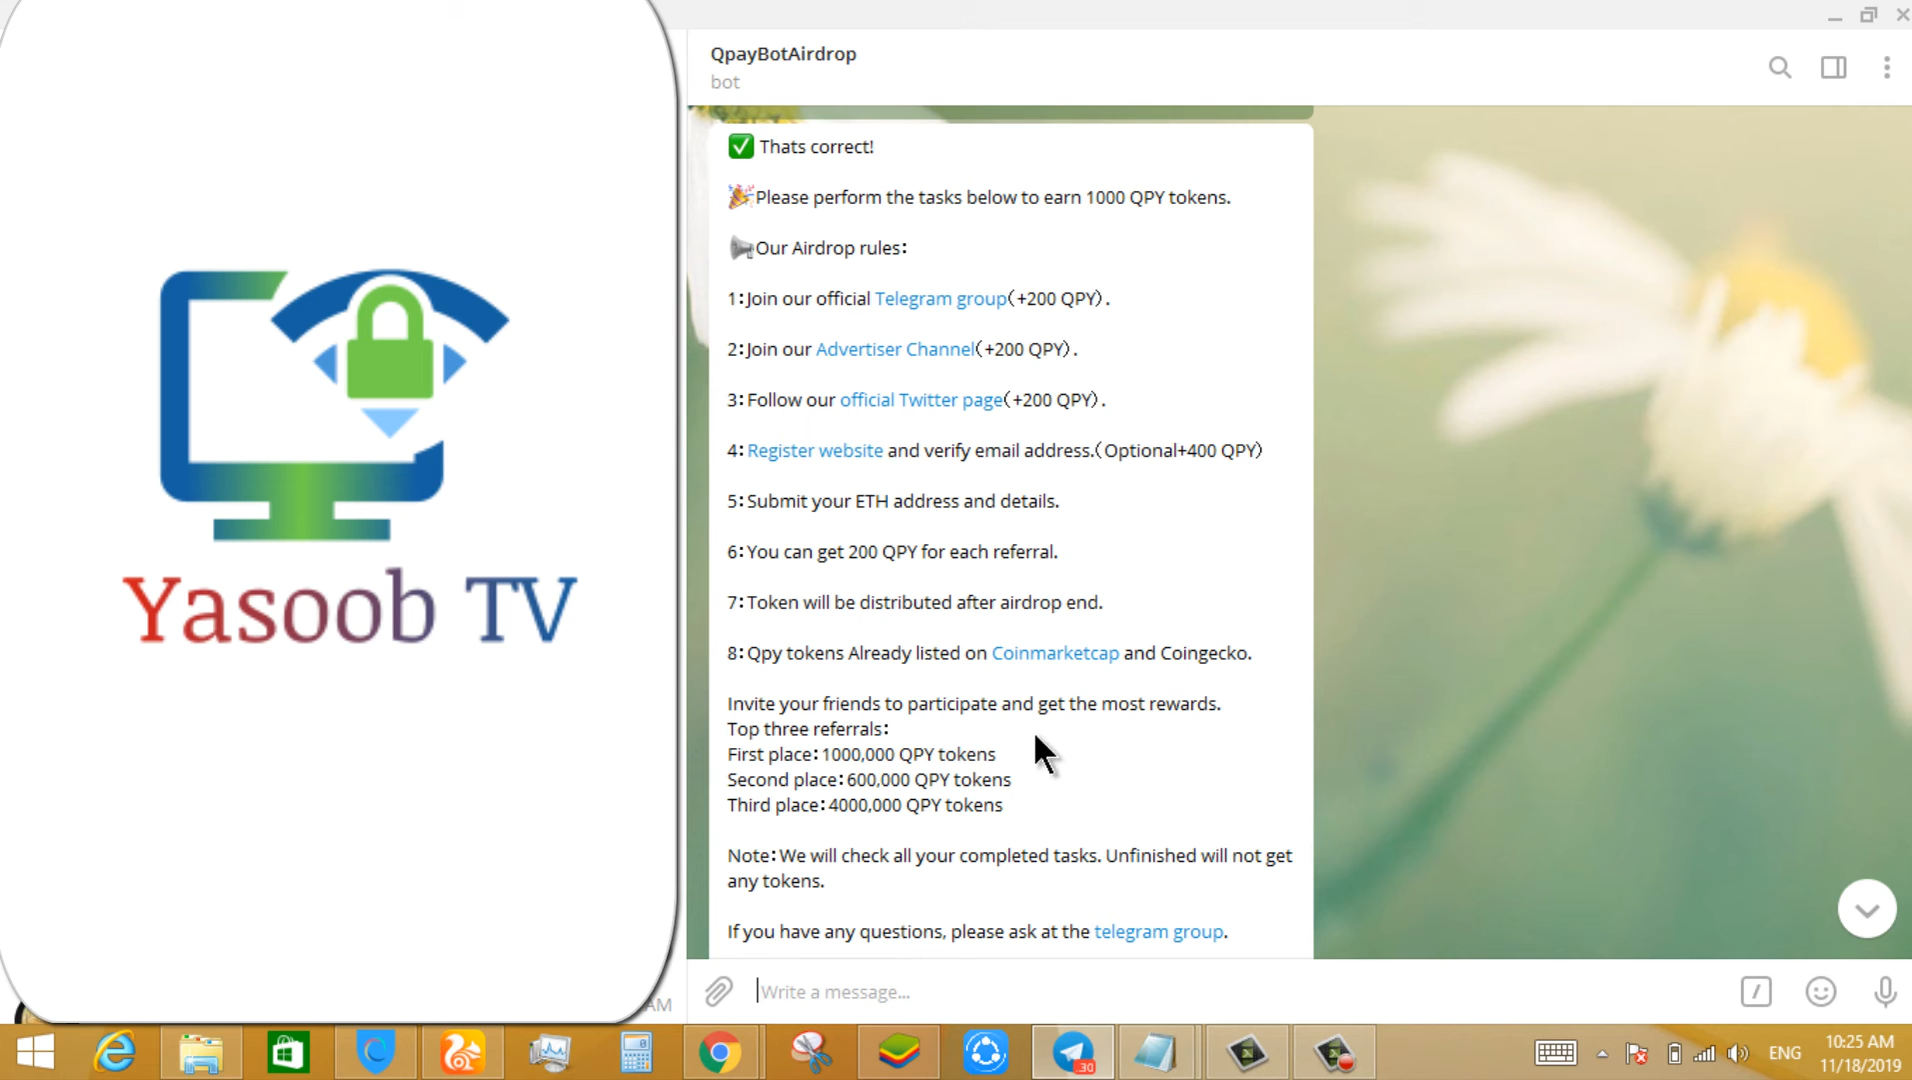 Yasoob TV
QpayBotAirdrop
bot
✅ Thats correct!
🎉Please perform the tasks below to earn 1000 QPY tokens.
📢Our Airdrop rules:
1:Join our official Telegram group(+200 QPY).
2:Join our Advertiser Channel(+200 QPY).
3:Follow our official Twitter page(+200 QPY).
4:Register website and verify email address.(Optional+400 QPY)
5:Submit your ETH address and details.
6:You can get 200 QPY for each referral.
7:Token will be distributed after airdrop end.
8:Qpy tokens Already listed on Coinmarketcap and Coingecko.
Invite your friends to participate and get the most rewards.
Top three referrals:
First place:1000,000 QPY tokens
Second place:600,000 QPY tokens
Third place:4000,000 QPY tokens
Note:We will check all your completed tasks. Unfinished will not get
any tokens.
If you have any questions, please ask at the telegram group.
AM
Write a message...
.30
ENG
10:25 AM
11/18/2019